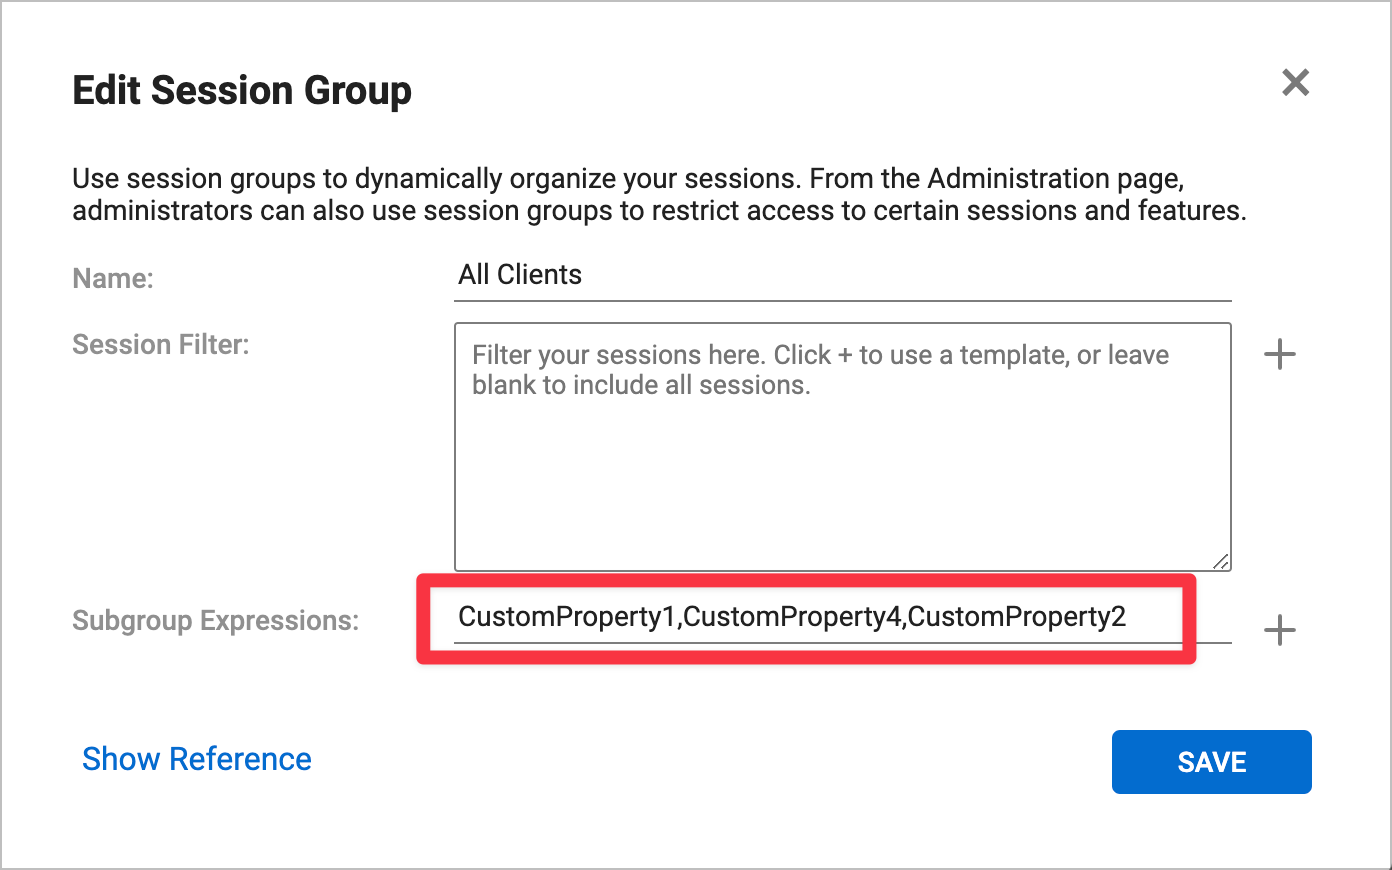 Edit Session Group
Use session groups to dynamically organize your sessions. From the Administration page,
administrators can also use session groups to restrict access to certain sessions and features.
Name:
All Clients
Session Filter:
Filter your sessions here. Click + to use a template, or leave
blank to include all sessions.
Subgroup Expressions:
CustomProperty1,CustomProperty4,CustomProperty2
Show Reference
SAVE